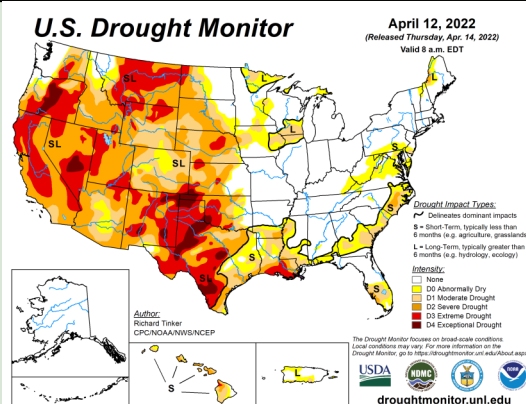 U.S. Drought Monitor
April 12, 2022
(Released Thursday, Apr. 14, 2022)
Valid 8 a.m. EDT
L
L
SL
L
S
SL
SL
S
S
SL
S
S
Drought Impact Types:
Delineates dominant impacts
S = Short-Term, typically less than
6 months (e.g. agriculture, grasslands
L = Long-Term, typically greater than
6 months (e.g. hydrology, ecology)
Intensity:
None
D0 Abnormally Dry
D1 Moderate Drought
D2 Severe Drought
D3 Extreme Drought
D4 Exceptional Drought
Author:
Richard Tinker
CPC/NOAA/NWS/NCEP
S
L
The Drought Monitor focuses on broad-scale conditions.
Local conditions may vary. For more information on the
Drought Monitor, go to https://droughtmonitor.unl.edu/About.asp
USDA
NDMC
NOAA
droughtmonitor.unl.edu